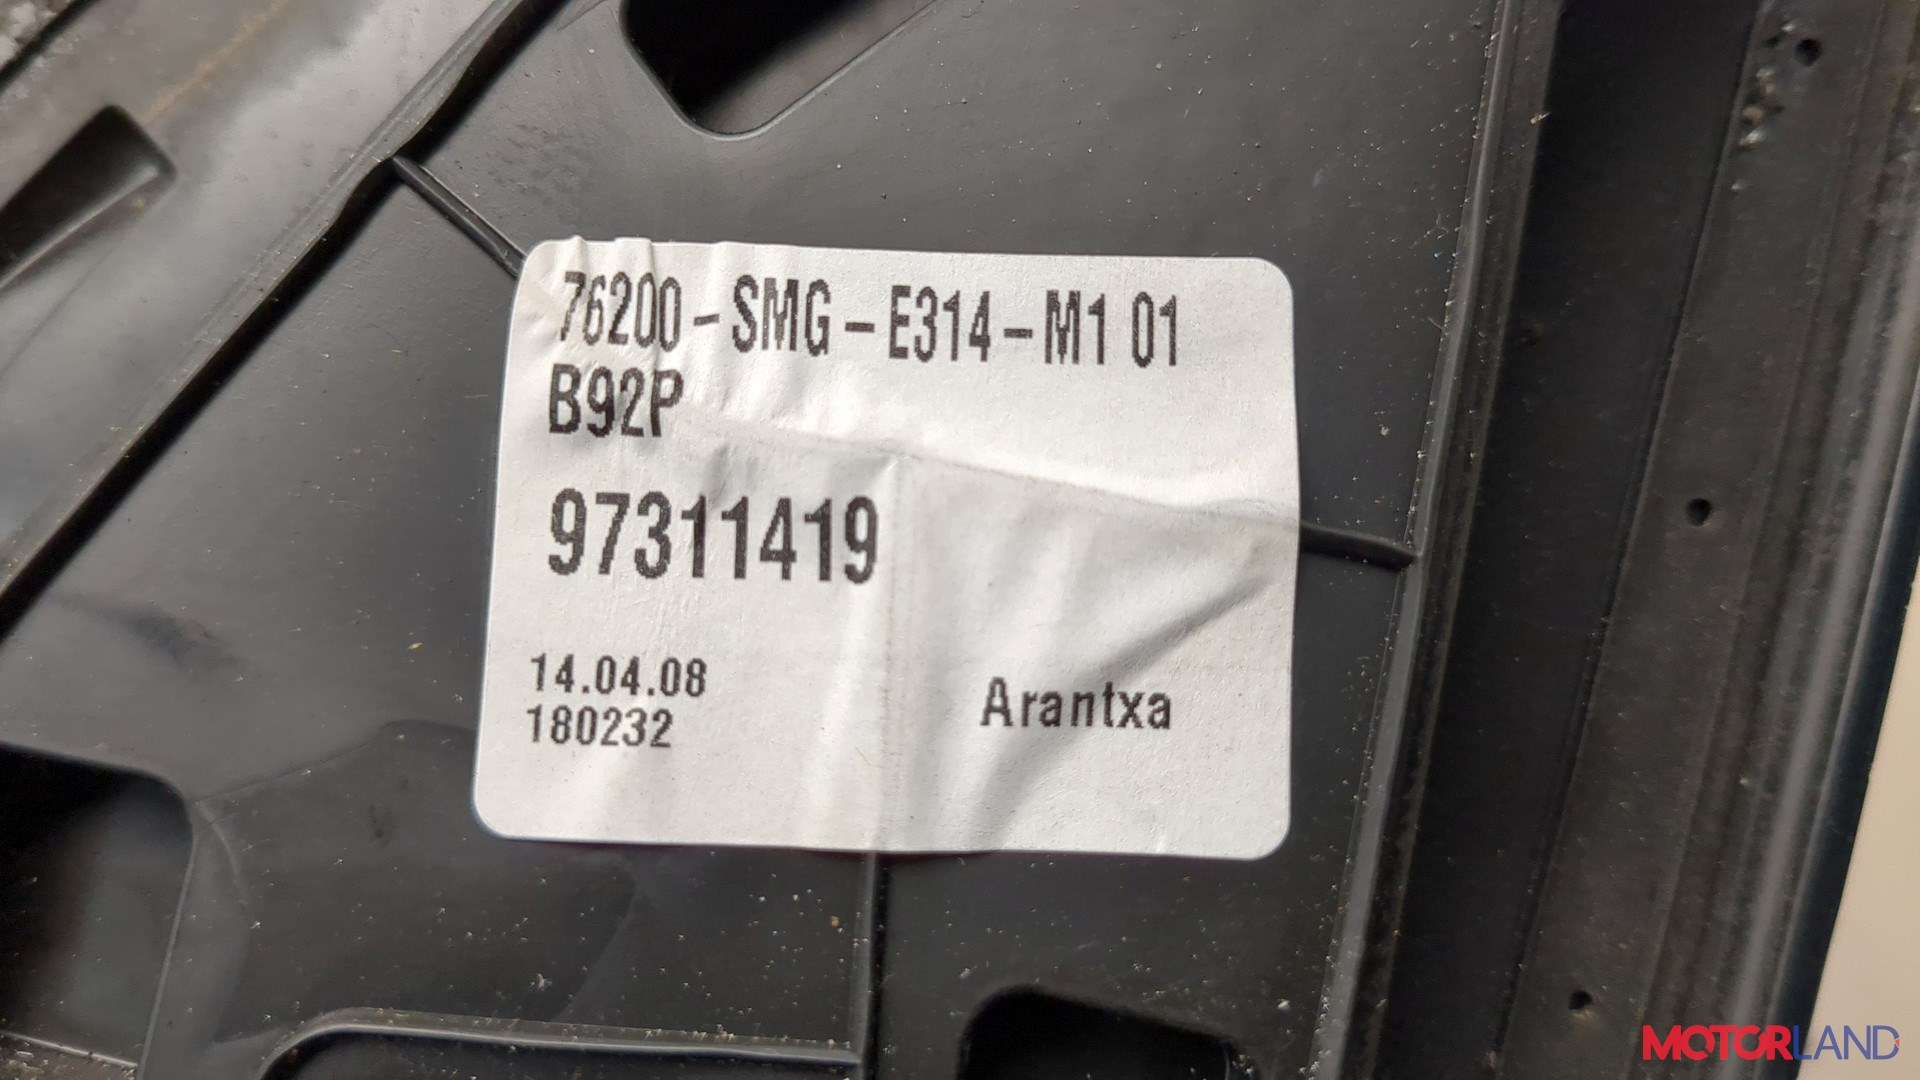 76200-SMG-E314-M1 01
B92P
97311419
14.04.08
180232
Arantxa
MOTORLAND